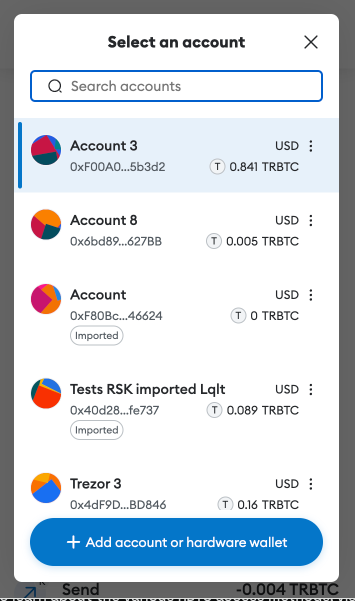 Select an account
Search accounts
Account 3 USD
0xF00A0...5b3d2 T 0.841 TRBTC
Account 8 USD
0x6bd89...627BB T 0.005 TRBTC
Account USD
0xF80Bc...46624 T 0 TRBTC
Imported
Tests RSK imported Lqlt USD
0x40d28...fe737 T 0.089 TRBTC
Imported
Trezor 3 USD
0x4dF9D...BD846 T 0.16 TRBTC
+ Add account or hardware wallet
Send -0.004 TRBTC